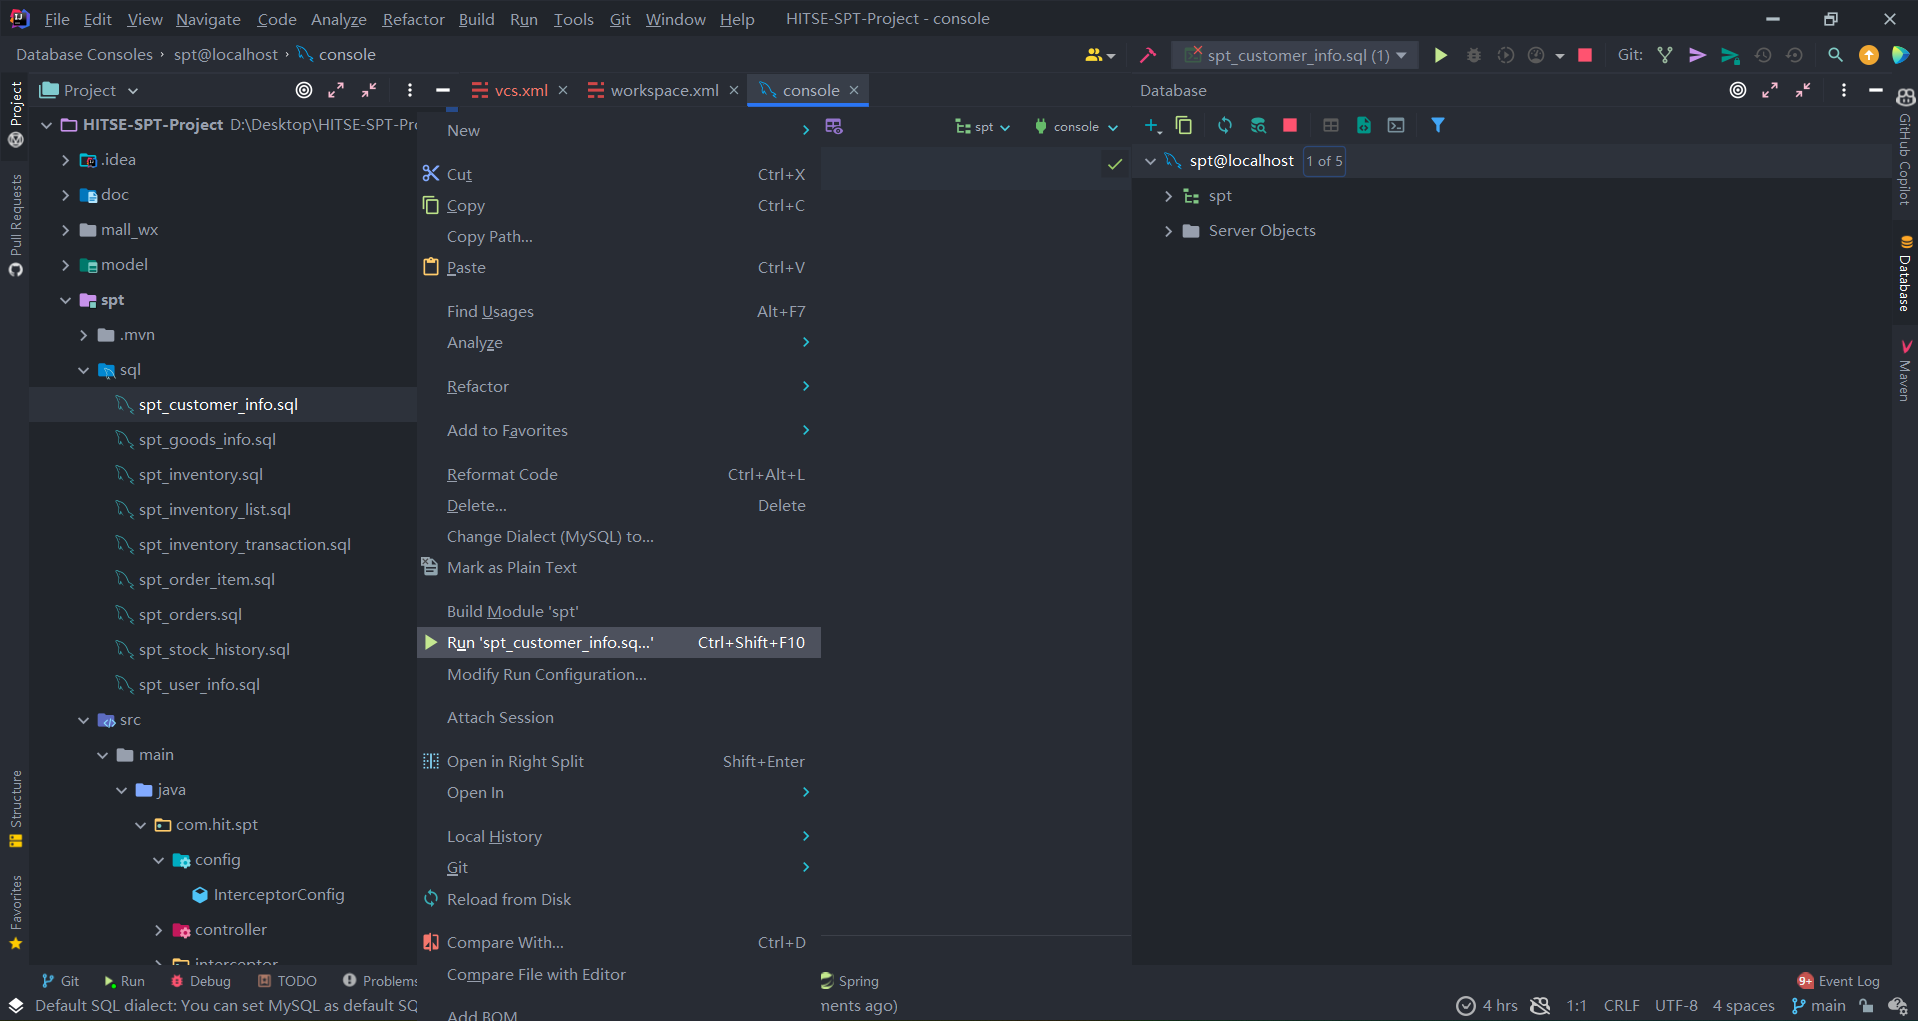 File Edit View Navigate Code Analyze Refactor Build Run Tools Git Window Help HITSE-SPT-Project - console
Database Consoles › spt@localhost › console
spt_customer_info.sql (1)
Git:
Project
vcs.xml
workspace.xml
console
Database
HITSE-SPT-Project D:\Desktop\HITSE-SPT-Pr
.idea
doc
mall_wx
model
spt
.mvn
sql
spt_customer_info.sql
spt_goods_info.sql
spt_inventory.sql
spt_inventory_list.sql
spt_inventory_transaction.sql
spt_order_item.sql
spt_orders.sql
spt_stock_history.sql
spt_user_info.sql
src
main
java
com.hit.spt
config
InterceptorConfig
controller
interceptor
New
Cut Ctrl+X
Copy Ctrl+C
Copy Path...
Paste Ctrl+V
Find Usages Alt+F7
Analyze
Refactor
Add to Favorites
Reformat Code Ctrl+Alt+L
Delete... Delete
Change Dialect (MySQL) to...
Mark as Plain Text
Build Module 'spt'
Run 'spt_customer_info.sq...' Ctrl+Shift+F10
Modify Run Configuration...
Attach Session
Open in Right Split Shift+Enter
Open In
Local History
Git
Reload from Disk
Compare With... Ctrl+D
Compare File with Editor
Add BOM
spt
console
spt@localhost 1 of 5
spt
Server Objects
Project
Pull Requests
Structure
Favorites
GitHub Copilot
Database
Maven
Git
Run
Debug
TODO
Problems
Spring
9+ Event Log
Default SQL dialect: You can set MySQL as default SQ
ments ago)
4 hrs
1:1
CRLF
UTF-8
4 spaces
main